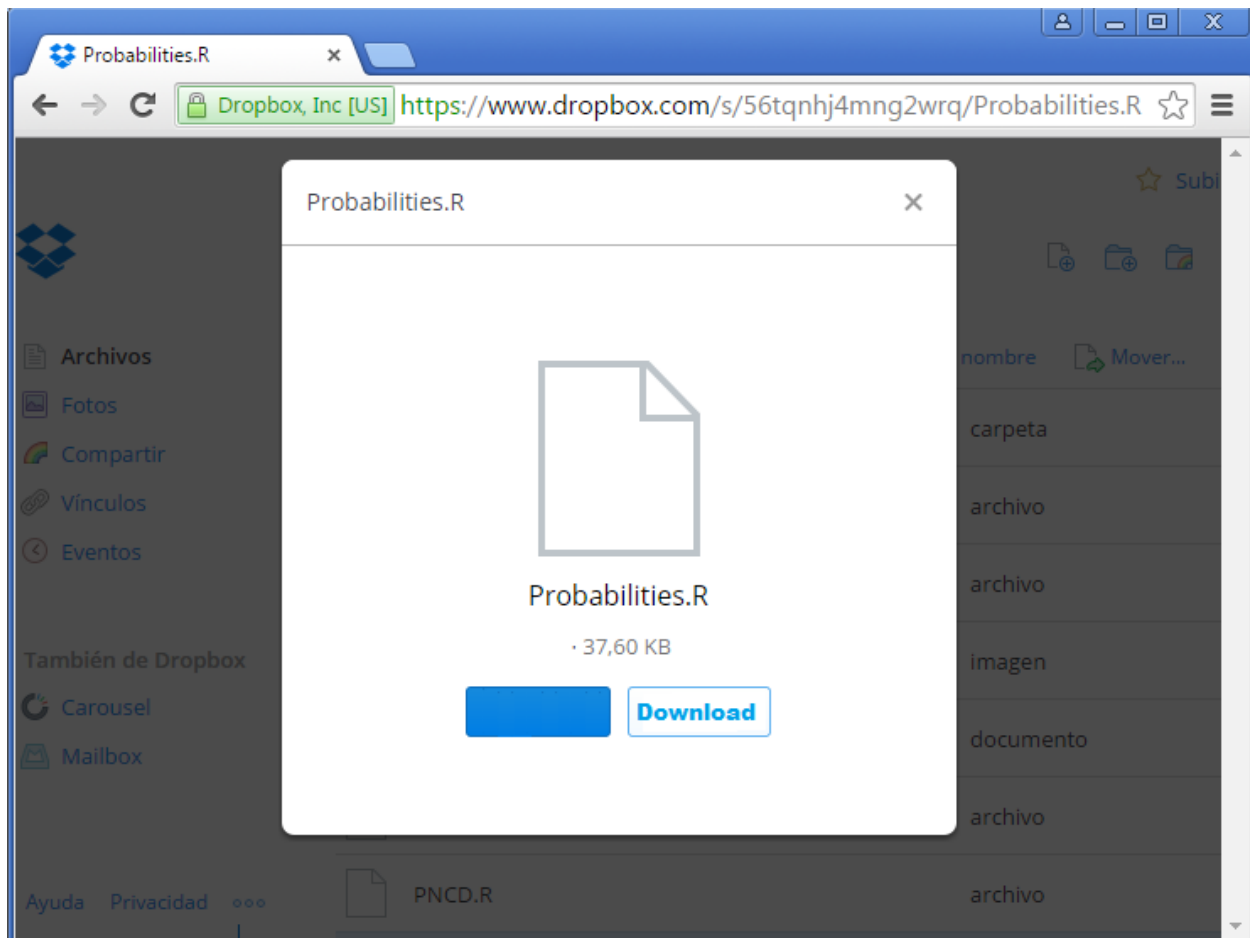 Probabilities.R
Dropbox, Inc [US] https://www.dropbox.com/s/56tqnhj4mng2wrq/Probabilities.R
Probabilities.R
Subi
Archivos
Fotos
Compartir
Vínculos
Eventos
También de Dropbox
Carousel
Mailbox
Ayuda Privacidad
Probabilities.R
· 37,60 KB
Download
nombre Mover...
carpeta
archivo
archivo
imagen
documento
archivo
PNCD.R archivo